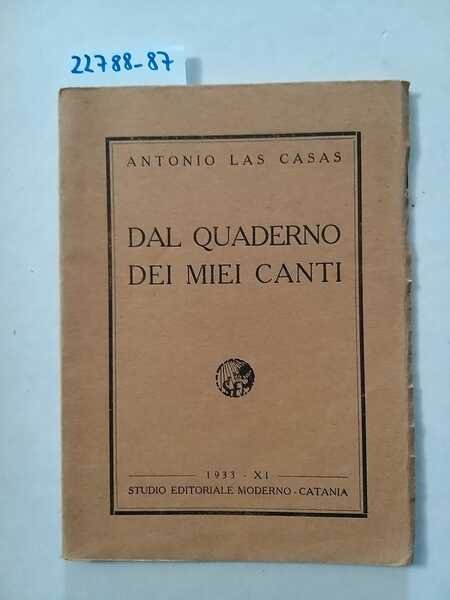 22788-87
ANTONIO LAS CASAS
DAL QUADERNO
DEI MIEI CANTI
1933 - XI
STUDIO EDITORIALE MODERNO - CATANIA